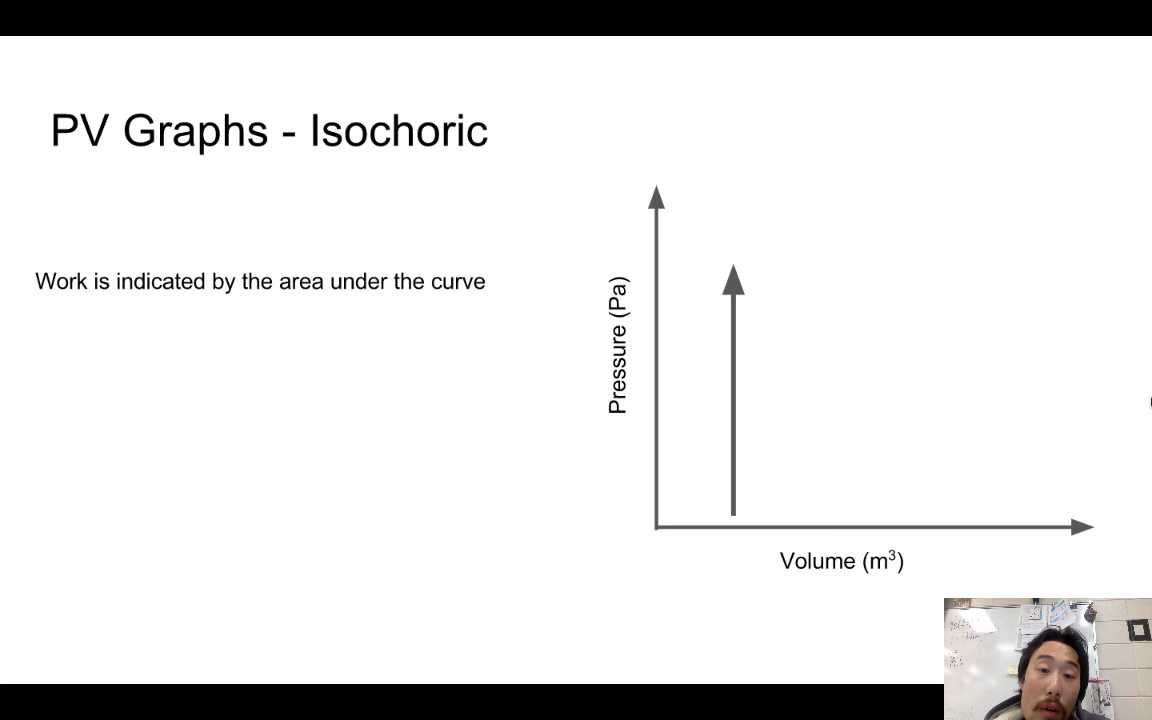 PV Graphs - Isochoric
Work is indicated by the area under the curve
Pressure (Pa)
Volume (m³)